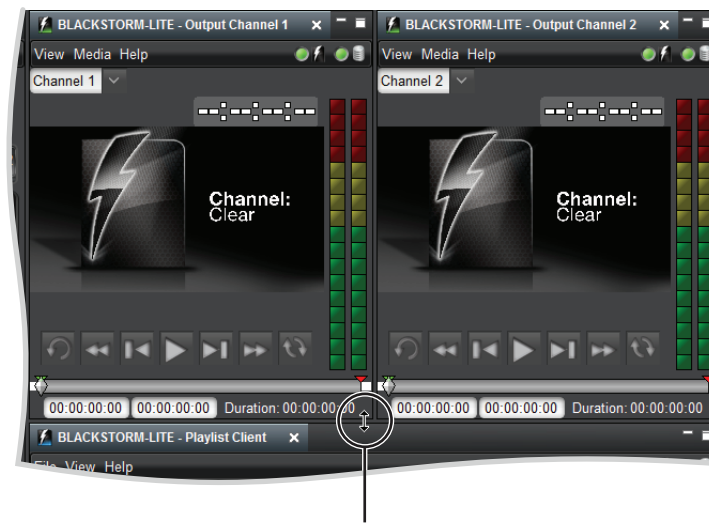 BLACKSTORM-LITE - Output Channel 1
View Media Help
Channel 1
--:--:--:--
Channel:
Clear
00:00:00:00 00:00:00:00 Duration: 00:00:00:00
BLACKSTORM-LITE - Output Channel 2
View Media Help
Channel 2
--:--:--:--
Channel:
Clear
00:00:00:00 00:00:00:00 Duration: 00:00:00:00
BLACKSTORM-LITE - Playlist Client
File View Help